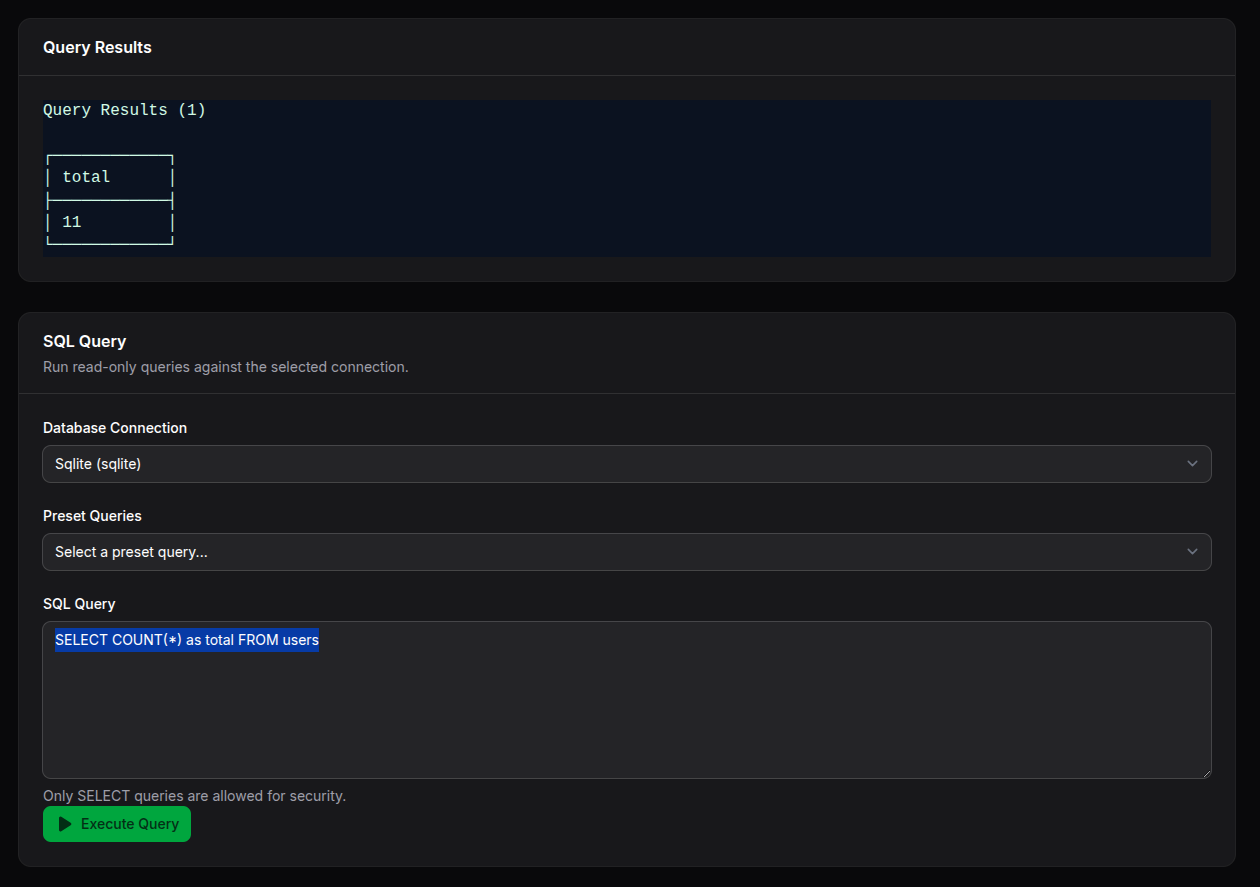 Query Results
Query Results (1)
total
11
SQL Query
Run read-only queries against the selected connection.
Database Connection
Sqlite (sqlite)
Preset Queries
Select a preset query...
SQL Query
SELECT COUNT(*) as total FROM users
Only SELECT queries are allowed for security.
Execute Query